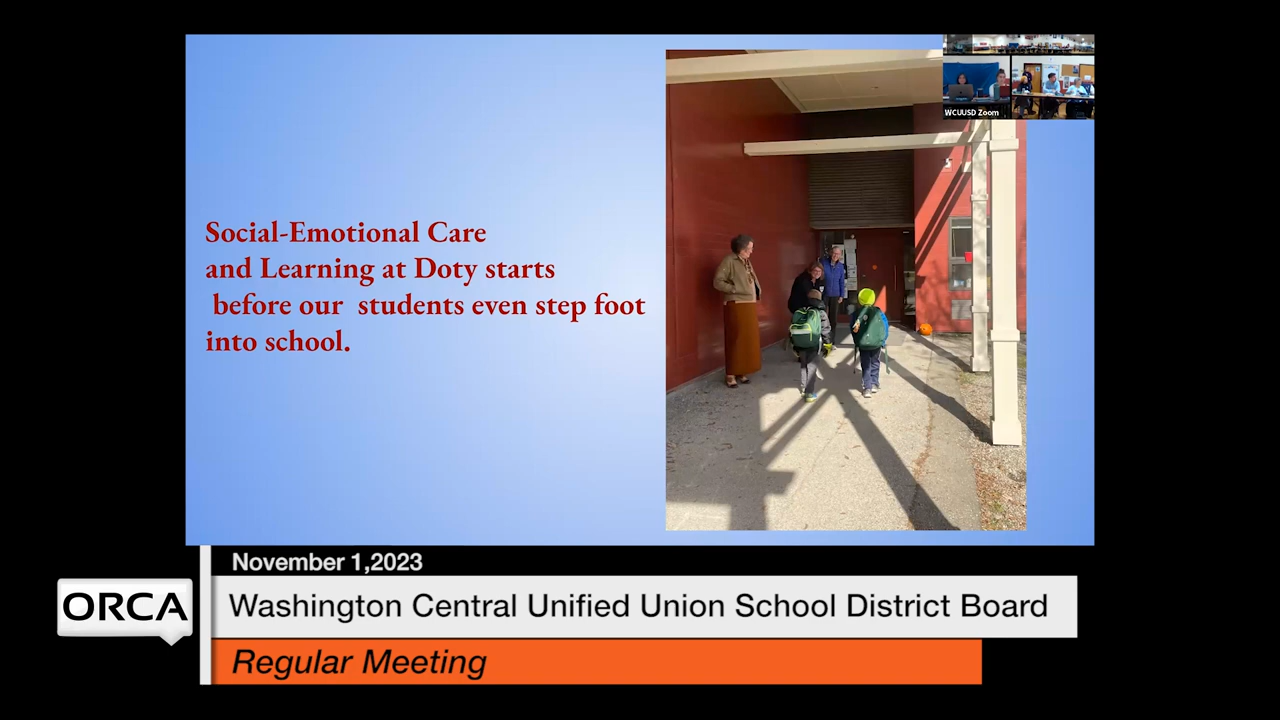 WCUUSD Zoom
Social-Emotional Care
and Learning at Doty starts
before our students even step foot
into school.
November 1,2023
ORCA
Washington Central Unified Union School District Board
Regular Meeting